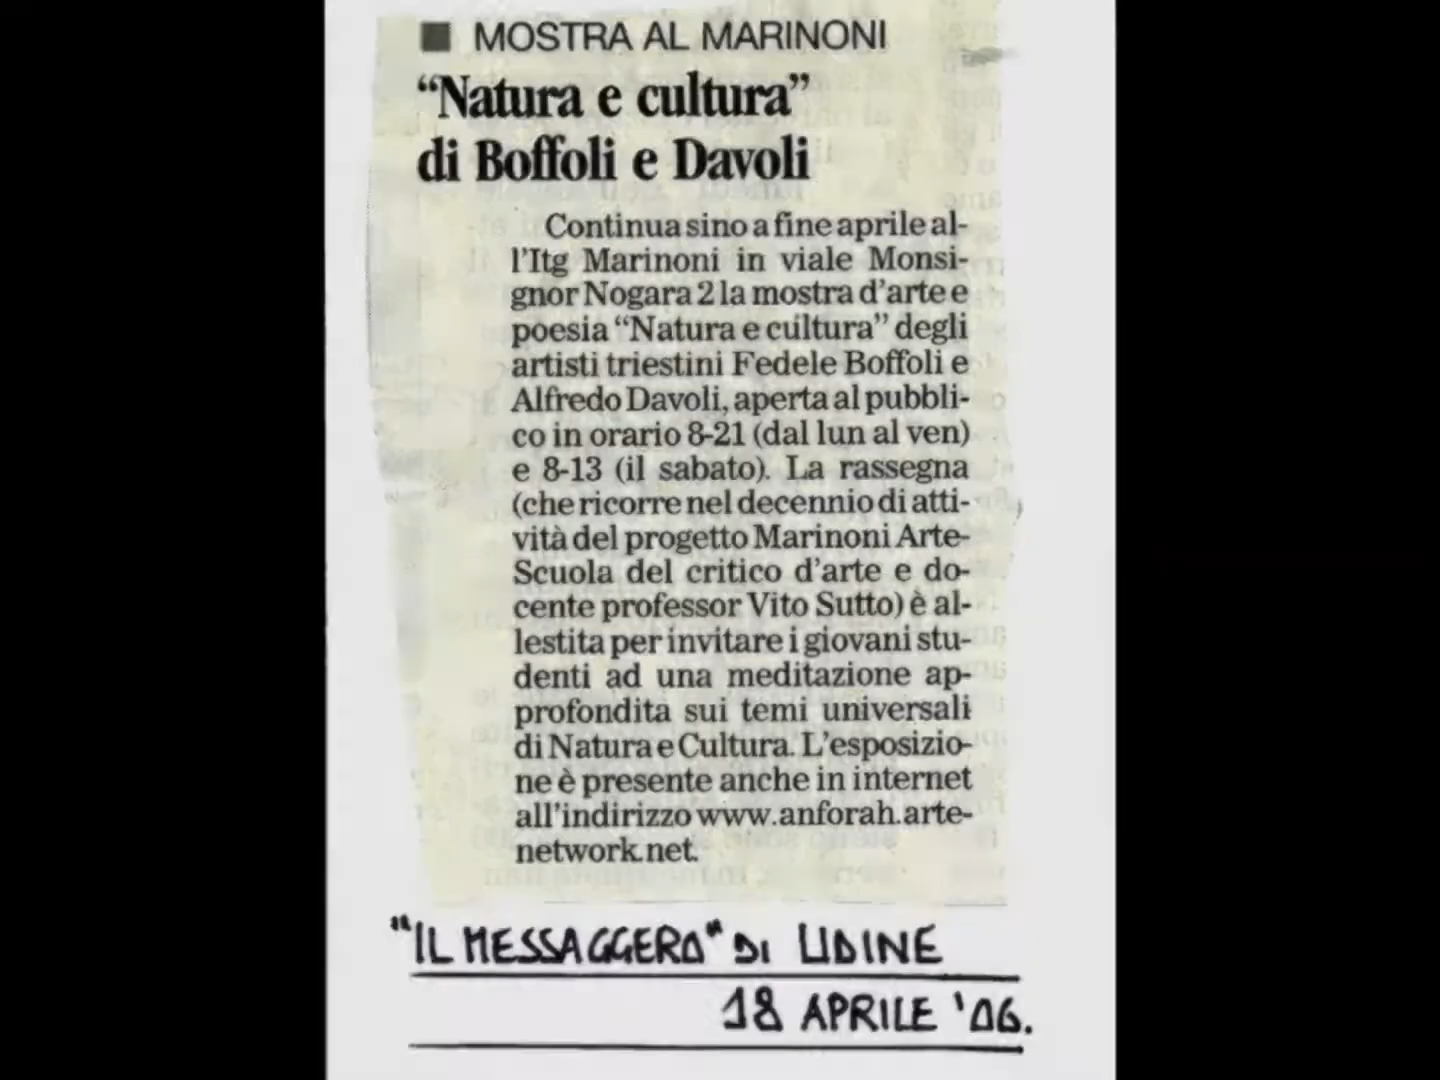 MOSTRA AL MARINONI
“Natura e cultura”
di Boffoli e Davoli
Continua sino a fine aprile al-
l’Itg Marinoni in viale Monsi-
gnor Nogara 2 la mostra d’arte e
poesia “Natura e cultura” degli
artisti triestini Fedele Boffoli e
Alfredo Davoli, aperta al pubbli-
co in orario 8-21 (dal lun al ven)
e 8-13 (il sabato). La rassegna
(che ricorre nel decennio di atti-
vità del progetto Marinoni Arte-
Scuola del critico d’arte e do-
cente professor Vito Sutto) è al-
lestita per invitare i giovani stu-
denti ad una meditazione ap-
profondita sui temi universali
di Natura e Cultura. L’esposizio-
ne è presente anche in internet
all’indirizzo www.anforah.arte-
network.net.
"IL MESSAGGERO" DI UDINE
18 APRILE '06.